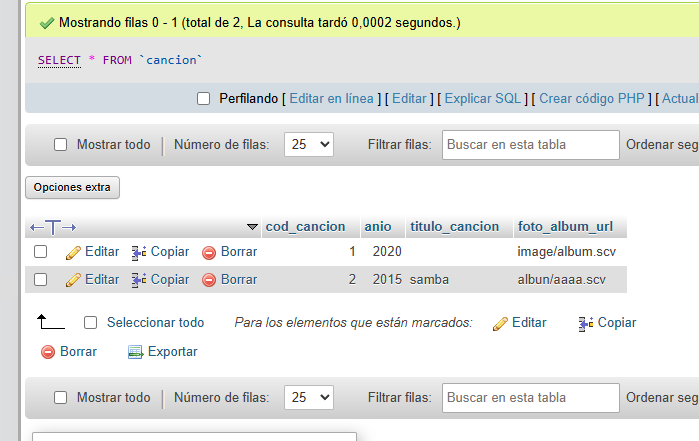 Mostrando filas 0 - 1 (total de 2, La consulta tardó 0,0002 segundos.)
SELECT * FROM `cancion`
Perfilando [ Editar en línea ] [ Editar ] [ Explicar SQL ] [ Crear código PHP ] [ Actual
Mostrar todo | Número de filas: 25 Filtrar filas: Buscar en esta tabla Ordenar seg
Opciones extra
←T→ cod_cancion anio titulo_cancion foto_album_url
Editar Copiar Borrar 1 2020 image/album.scv
Editar Copiar Borrar 2 2015 samba albun/aaaa.scv
Seleccionar todo Para los elementos que están marcados: Editar Copiar
Borrar Exportar
Mostrar todo | Número de filas: 25 Filtrar filas: Buscar en esta tabla Ordenar seg